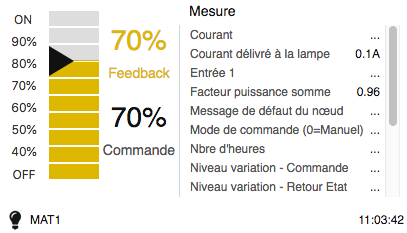 ON
90%
80%
70%
60%
50%
40%
OFF
70%
Feedback
70%
Commande
Mesure
Courant ...
Courant délivré à la lampe 0.1A
Entrée 1 ...
Facteur puissance somme 0.96
Message de défaut du nœud ...
Mode de commande (0=Manuel) ...
Nbre d'heures ...
Niveau variation - Commande ...
Niveau variation - Retour Etat ...
MAT1
11:03:42